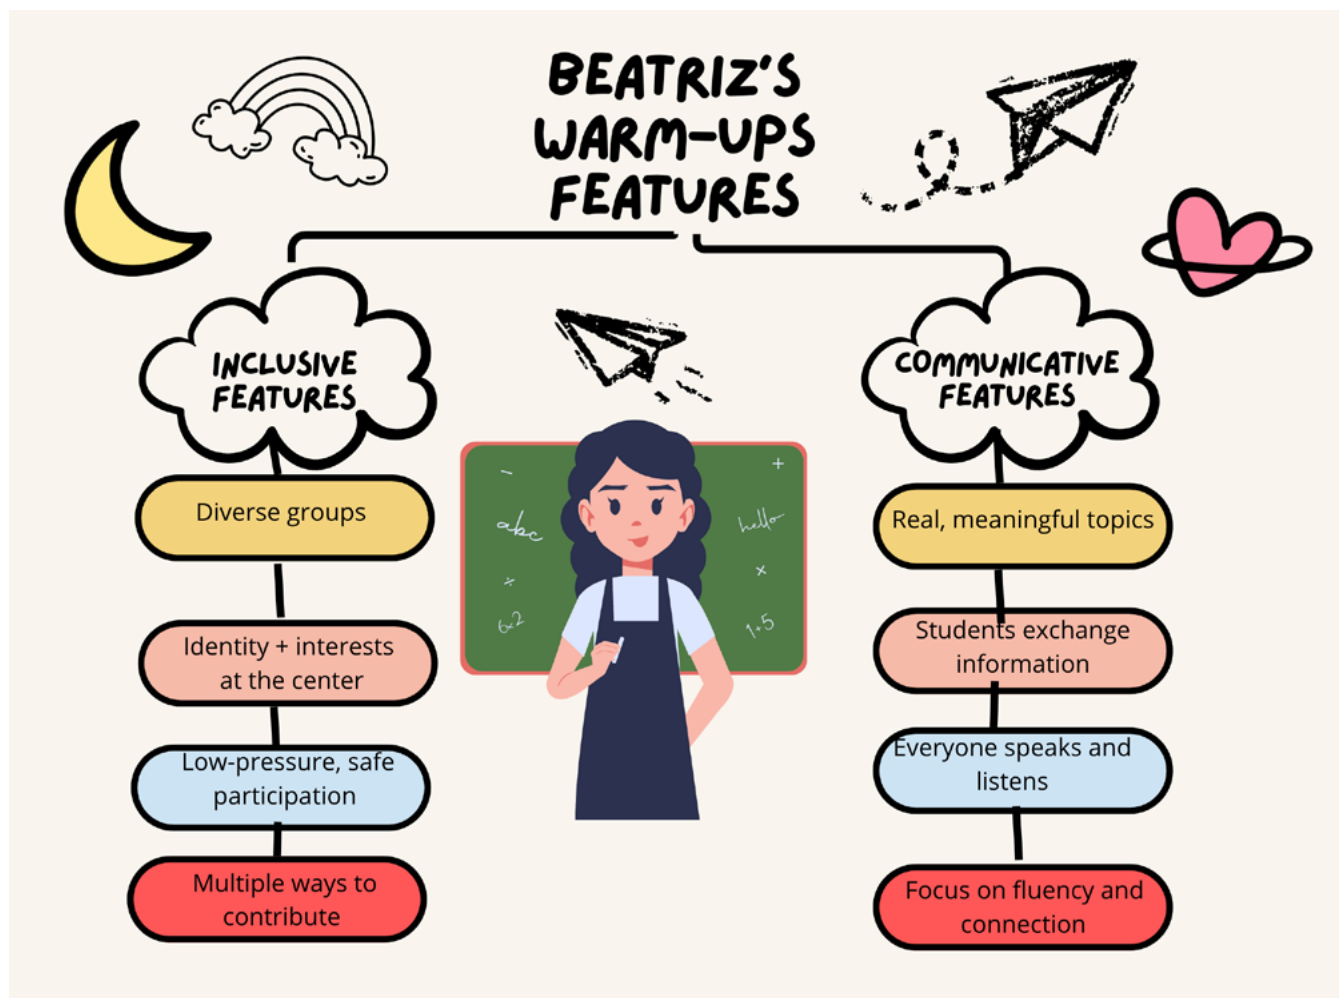 BEATRIZ'S
WARM-UPS
FEATURES
INCLUSIVE
FEATURES
Diverse groups
Identity + interests
at the center
Low-pressure, safe
participation
Multiple ways to
contribute
−
abc
÷
6x2
+
hello
×
1+5
COMMUNICATIVE
FEATURES
Real, meaningful topics
Students exchange
information
Everyone speaks and
listens
Focus on fluency and
connection